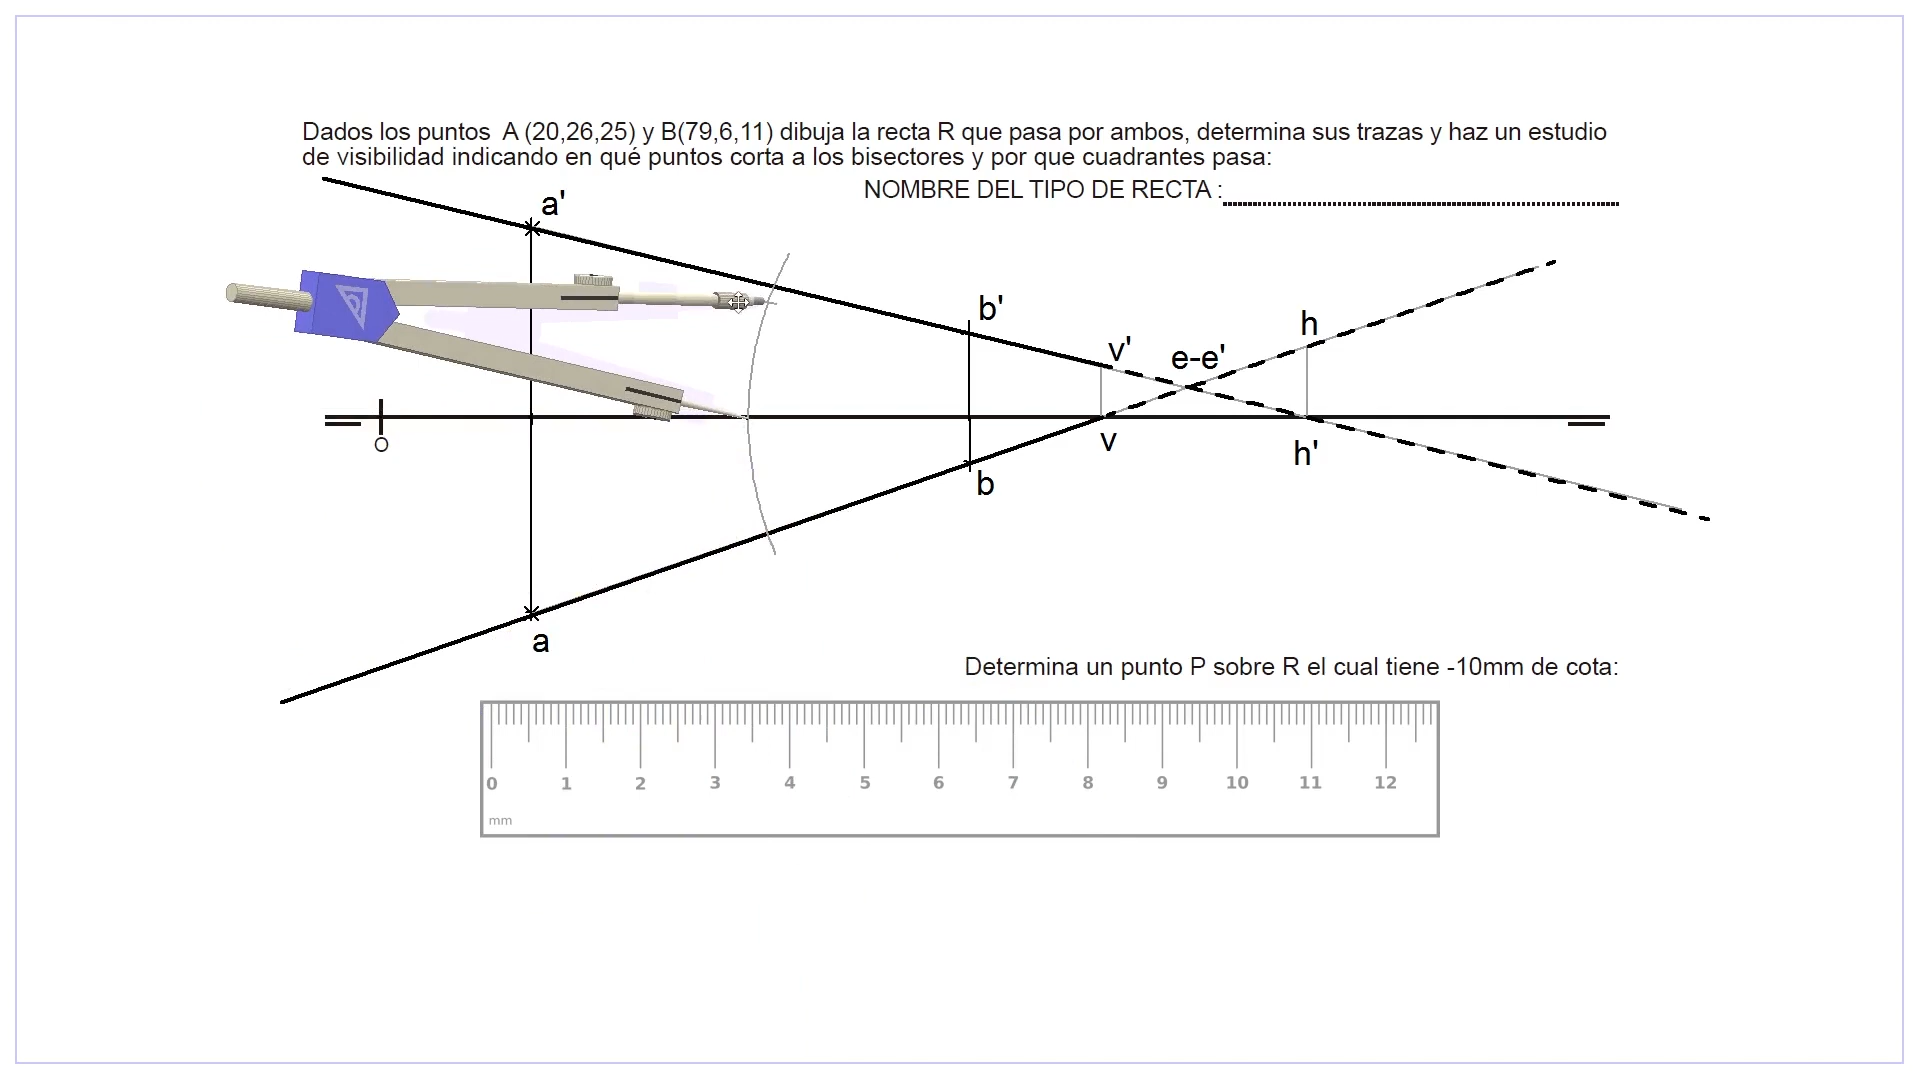 Dados los puntos A (20,26,25) y B(79,6,11) dibuja la recta R que pasa por ambos, determina sus trazas y haz un estudio
de visibilidad indicando en qué puntos corta a los bisectores y por que cuadrantes pasa:
NOMBRE DEL TIPO DE RECTA :
a'
b'
v'
e-e'
h
O
v
h'
b
a
Determina un punto P sobre R el cual tiene -10mm de cota:
0 1 2 3 4 5 6 7 8 9 10 11 12
mm